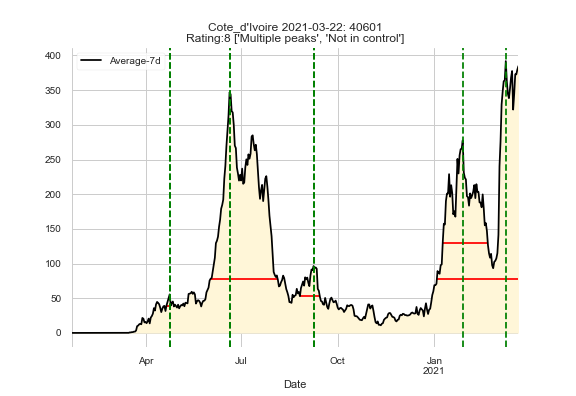 Cote_d'Ivoire 2021-03-22: 40601
Rating:8 ['Multiple peaks', 'Not in control']
Average-7d
400
350
300
250
200
150
100
50
0
Apr Jul Oct Jan
2021
Date